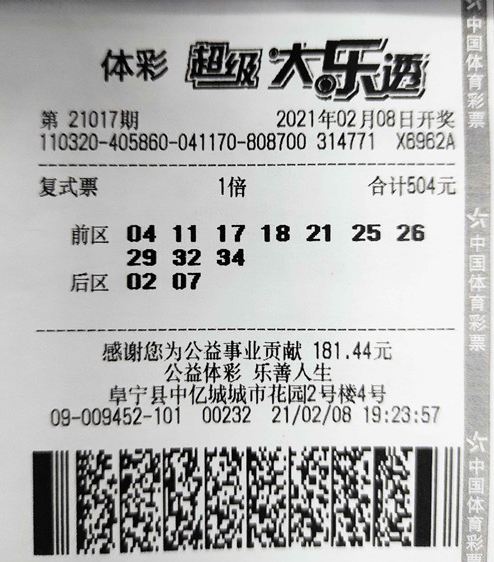 体彩 超级大乐透
第 21017期 2021年02月08日开奖
110320-405860-041170-808700 314771 X6962A
复式票 1倍 合计504元
前区 04 11 17 18 21 25 26
29 32 34
后区 02 07
感谢您为公益事业贡献 181.44元
公益体彩 乐善人生
阜宁县中亿城城市花园2号楼4号
09-009452-101 00232 21/02/08 19:23:57
中国体育彩票
中国体育彩票
中国体育彩票